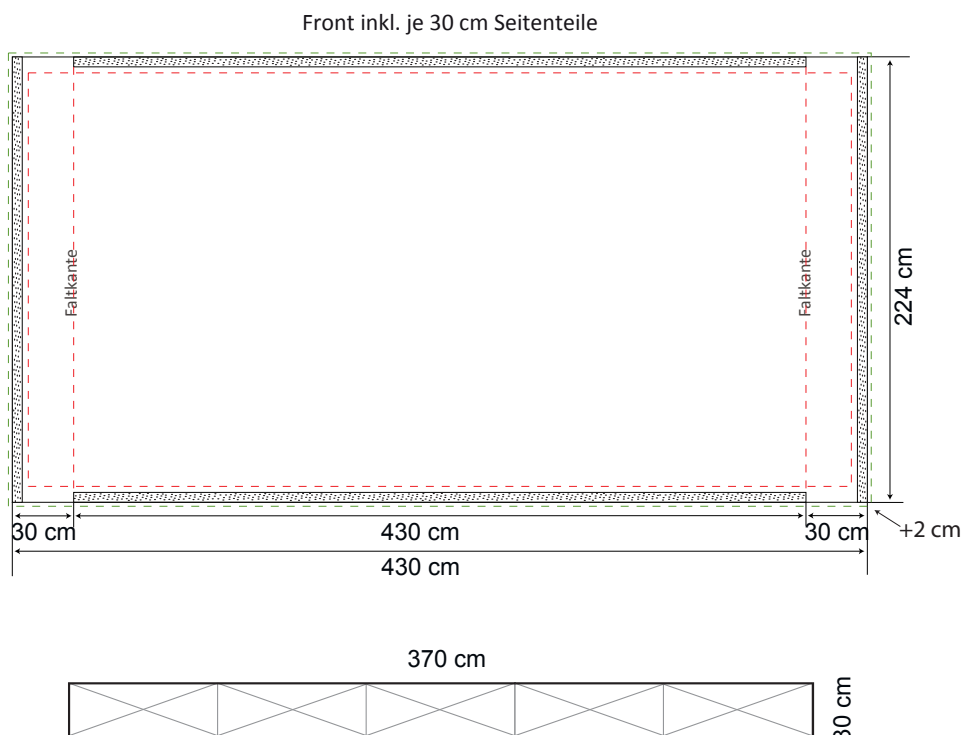 Front inkl. je 30 cm Seitenteile
Faltkante
Faltkante
224 cm
30 cm
430 cm
30 cm
+2 cm
430 cm
370 cm
30 cm